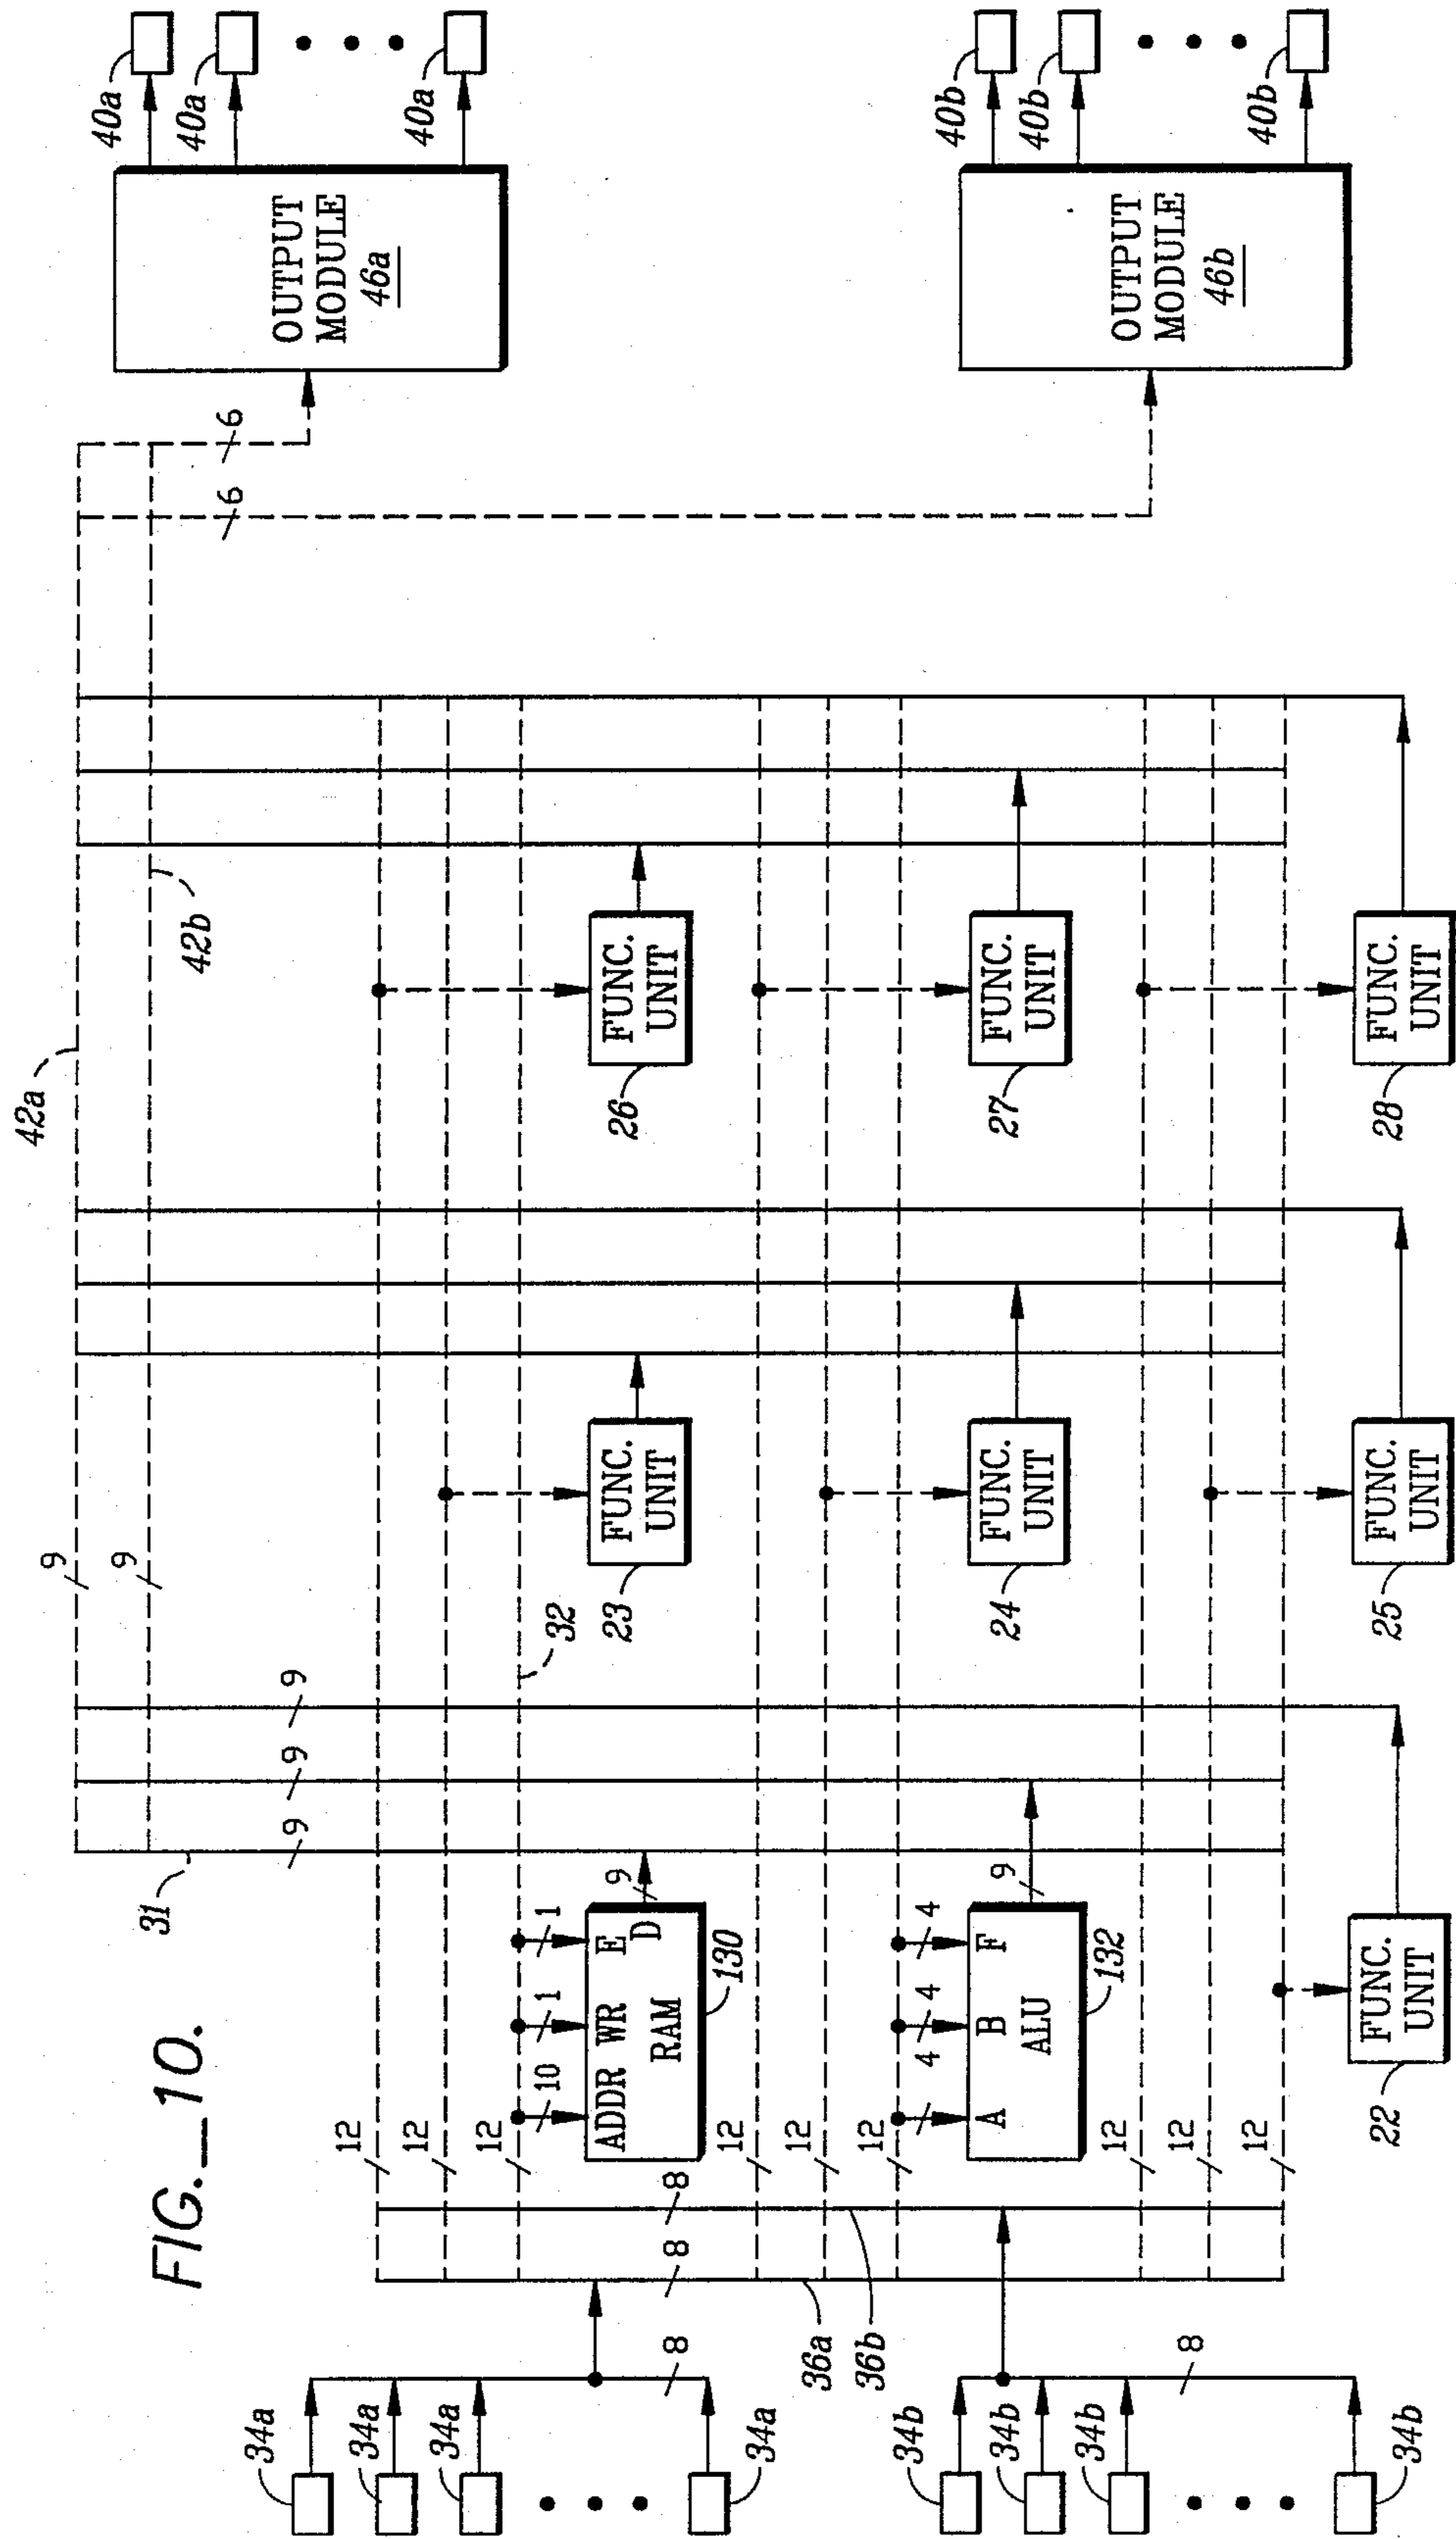 FIG._10.
42a
9
9
31
42b
9
9
9
6
6
40a
40a
40a
OUTPUT
MODULE
46a
34a
34a
34a
34a
8
8
8
12
12
12
10
1
1
32
ADDR WR E
D
RAM
130
9
23
FUNC.
UNIT
26
FUNC.
UNIT
36a
36b
12
12
12
4
4
4
A B F
ALU
132
9
24
FUNC.
UNIT
27
FUNC.
UNIT
40b
40b
40b
OUTPUT
MODULE
46b
34b
34b
34b
34b
8
12
12
12
22
FUNC.
UNIT
25
FUNC.
UNIT
28
FUNC.
UNIT